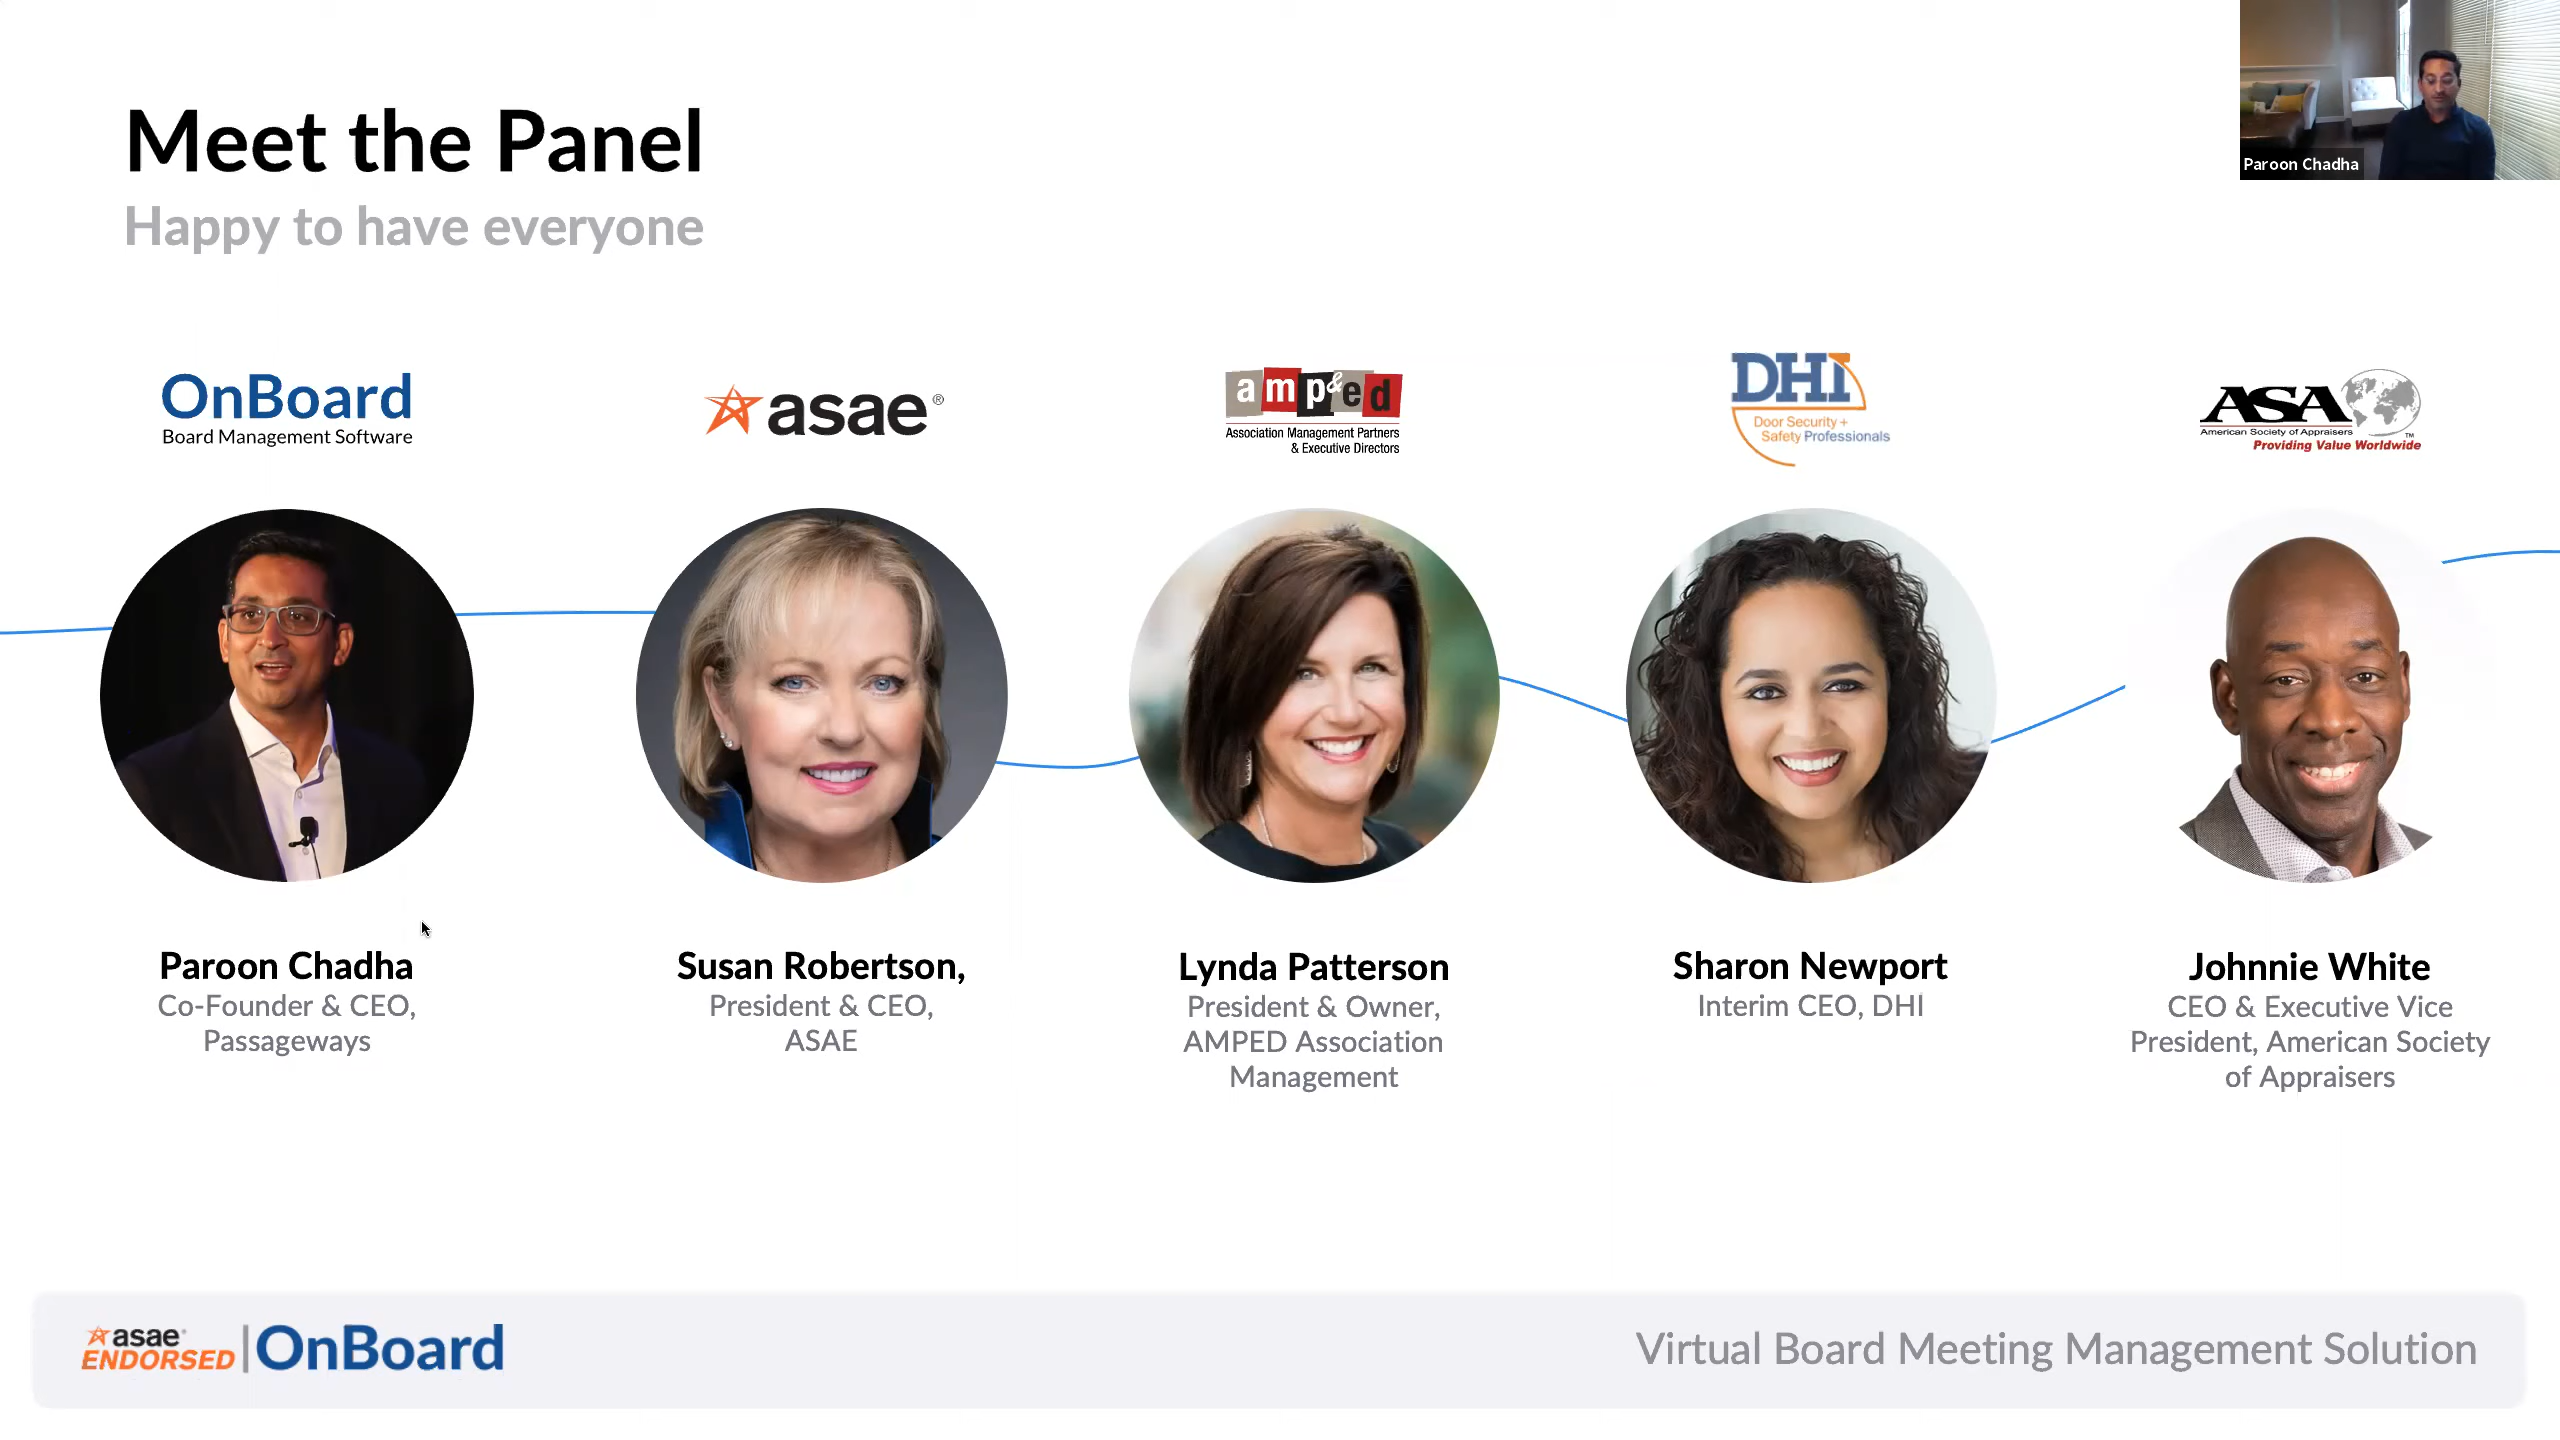 Meet the Panel
Happy to have everyone
Paroon Chadha
OnBoard
Board Management Software
asae®
amp&ed
Association Management Partners
& Executive Directors
DHI
Door Security +
Safety Professionals
ASA
American Society of Appraisers
TM
Providing Value Worldwide
Paroon Chadha
Co-Founder & CEO,
Passageways
Susan Robertson,
President & CEO,
ASAE
Lynda Patterson
President & Owner,
AMPED Association
Management
Sharon Newport
Interim CEO, DHI
Johnnie White
CEO & Executive Vice
President, American Society
of Appraisers
asae®
ENDORSED
OnBoard
Virtual Board Meeting Management Solution